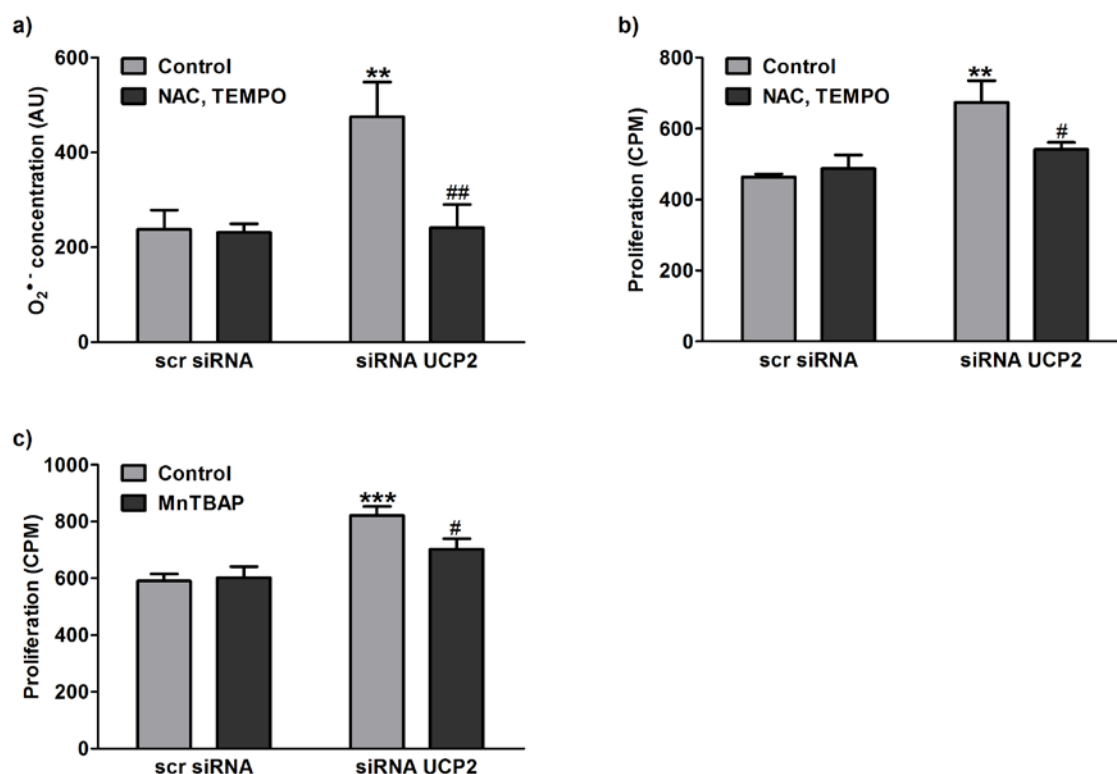 a)
O₂•- concentration (AU)
600
400
200
0
Control
NAC, TEMPO
**
##
scr siRNA
siRNA UCP2
b)
Proliferation (CPM)
800
600
400
200
0
Control
NAC, TEMPO
**
#
scr siRNA
siRNA UCP2
c)
Proliferation (CPM)
1000
800
600
400
200
0
Control
MnTBAP
***
#
scr siRNA
siRNA UCP2